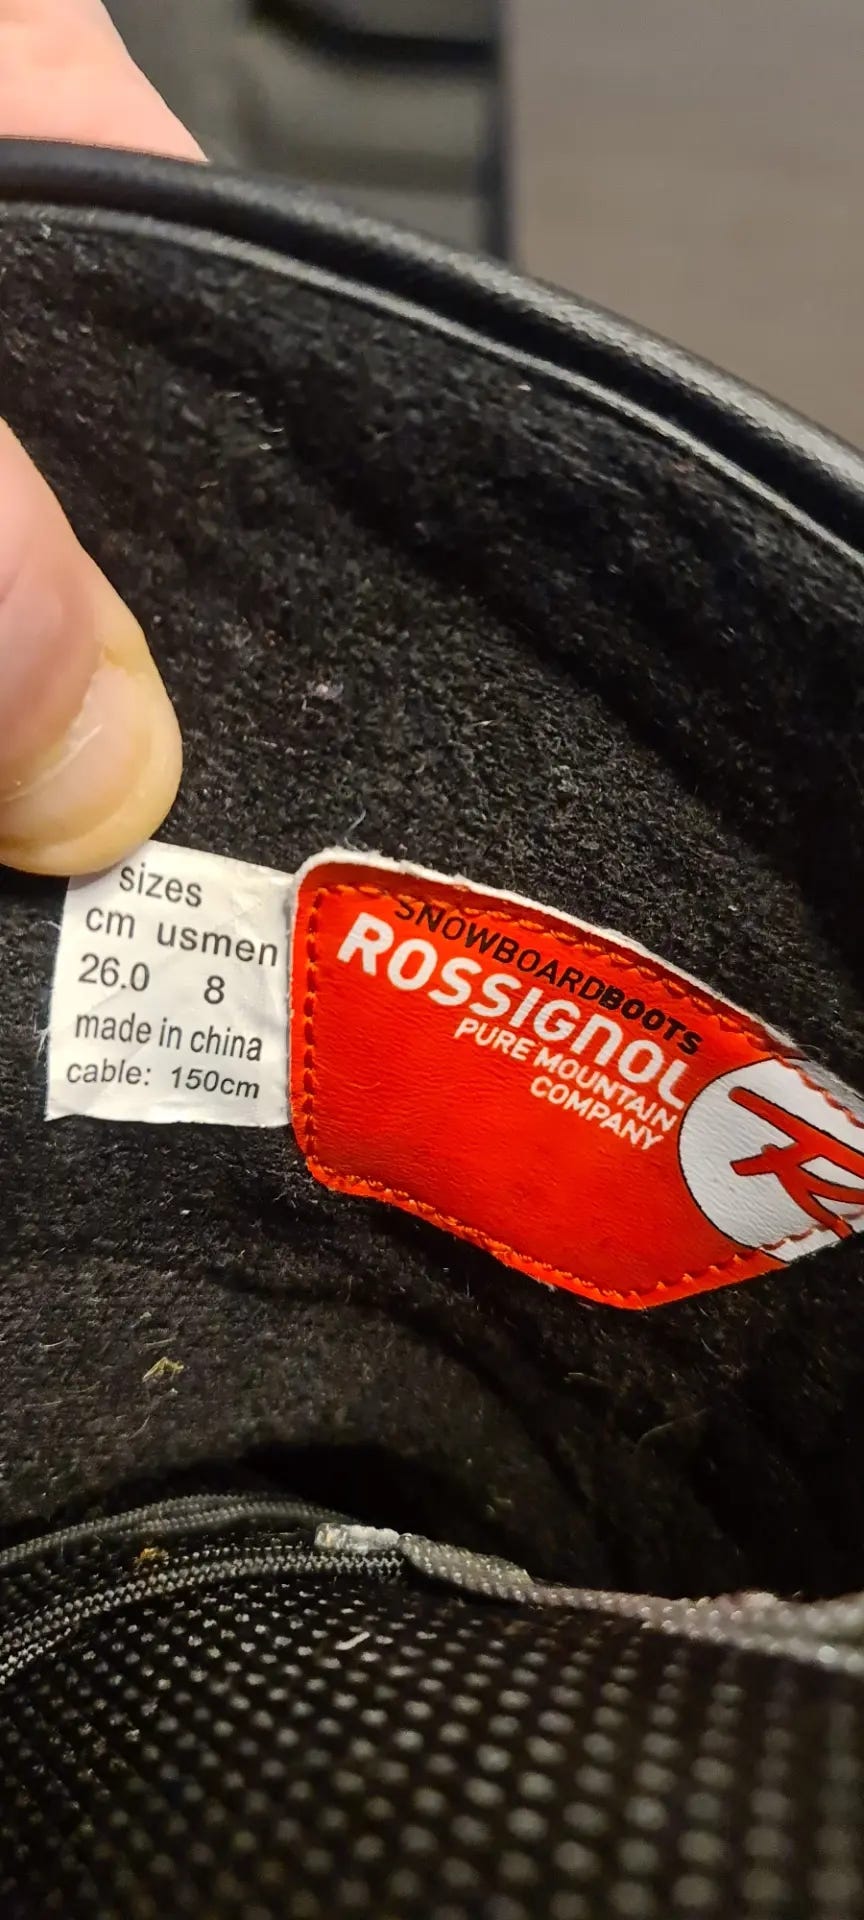 sizes
cm usmen
26.0 8
made in china
cable: 150cm
SNOWBOARDBOOTS
ROSSIGNOL
PURE MOUNTAIN
COMPANY
R